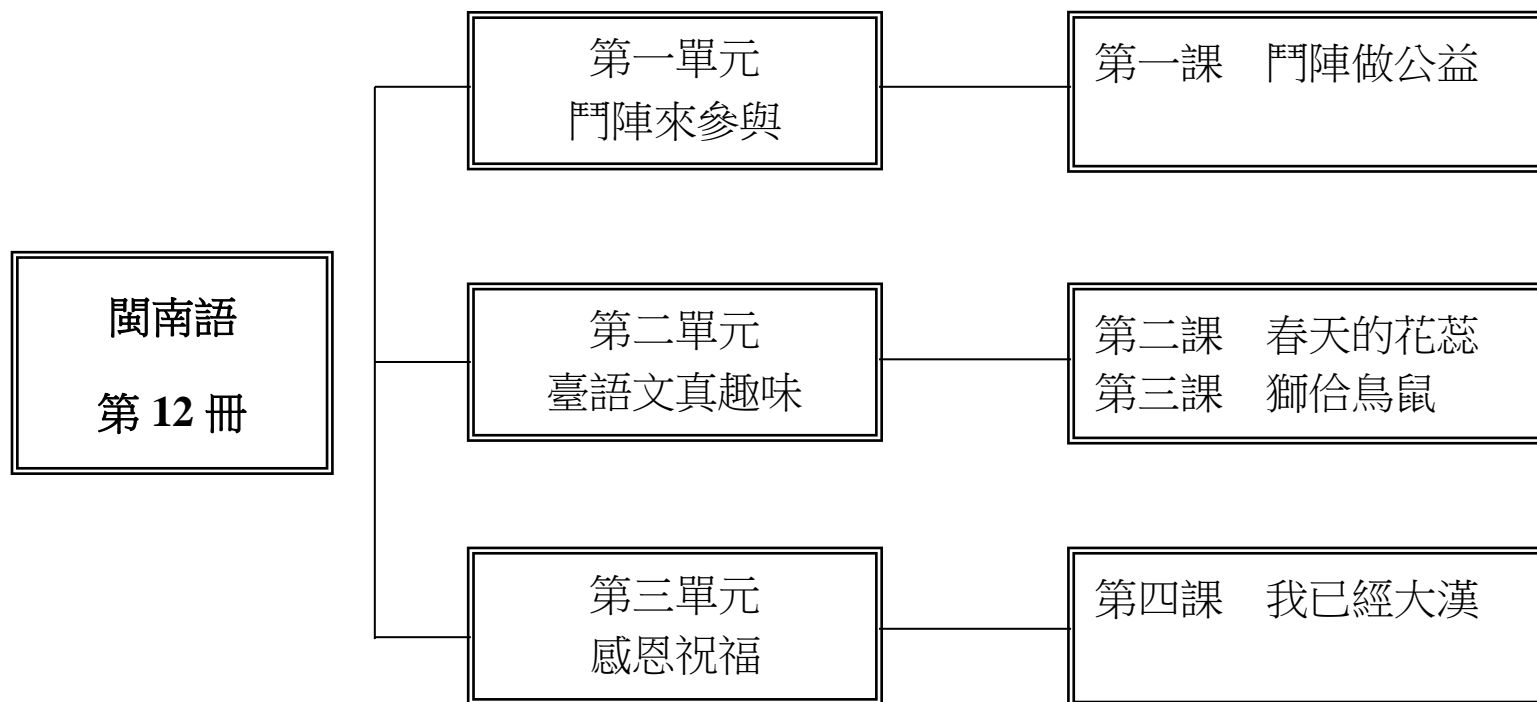 閩南語
第 12 冊
第一單元
鬥陣來參與
第一課　鬥陣做公益
第二單元
臺語文真趣味
第二課　春天的花蕊
第三課　獅佮鳥鼠
第三單元
感恩祝福
第四課　我已經大漢